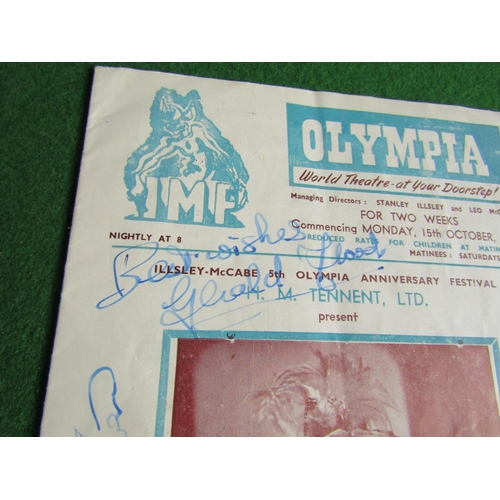 IMF
OLYMPIA
World Theatre-at Your Doorstep!
Managing Directors : STANLEY ILLSLEY and LEO
FOR TWO WEEKS
Commencing MONDAY, 15th OCTOBER,
NIGHTLY AT 8
REDUCED RATES FOR CHILDREN AT
MATINEES: SATURDAYS
Best wishes
Gerald Flood
ILLSLEY-McCABE 5th OLYMPIA ANNIVERSARY FESTIVAL
H. M. TENNENT, LTD.
present